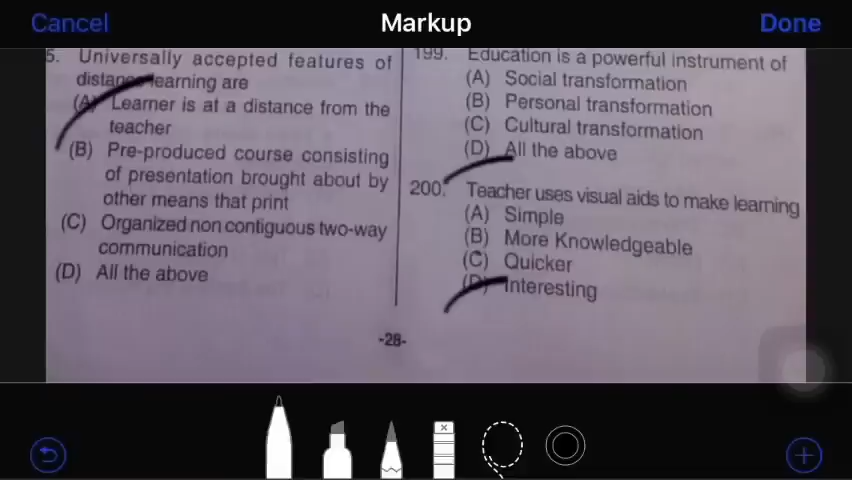 Cancel
Markup
Done
5. Universally accepted features of
distance learning are
(A) Learner is at a distance from the
teacher
(B) Pre-produced course consisting
of presentation brought about by
other means that print
(C) Organized non contiguous two-way
communication
(D) All the above
199. Education is a powerful instrument of
(A) Social transformation
(B) Personal transformation
(C) Cultural transformation
(D) All the above
200. Teacher uses visual aids to make learning
(A) Simple
(B) More Knowledgeable
(C) Quicker
(D) Interesting
-28-